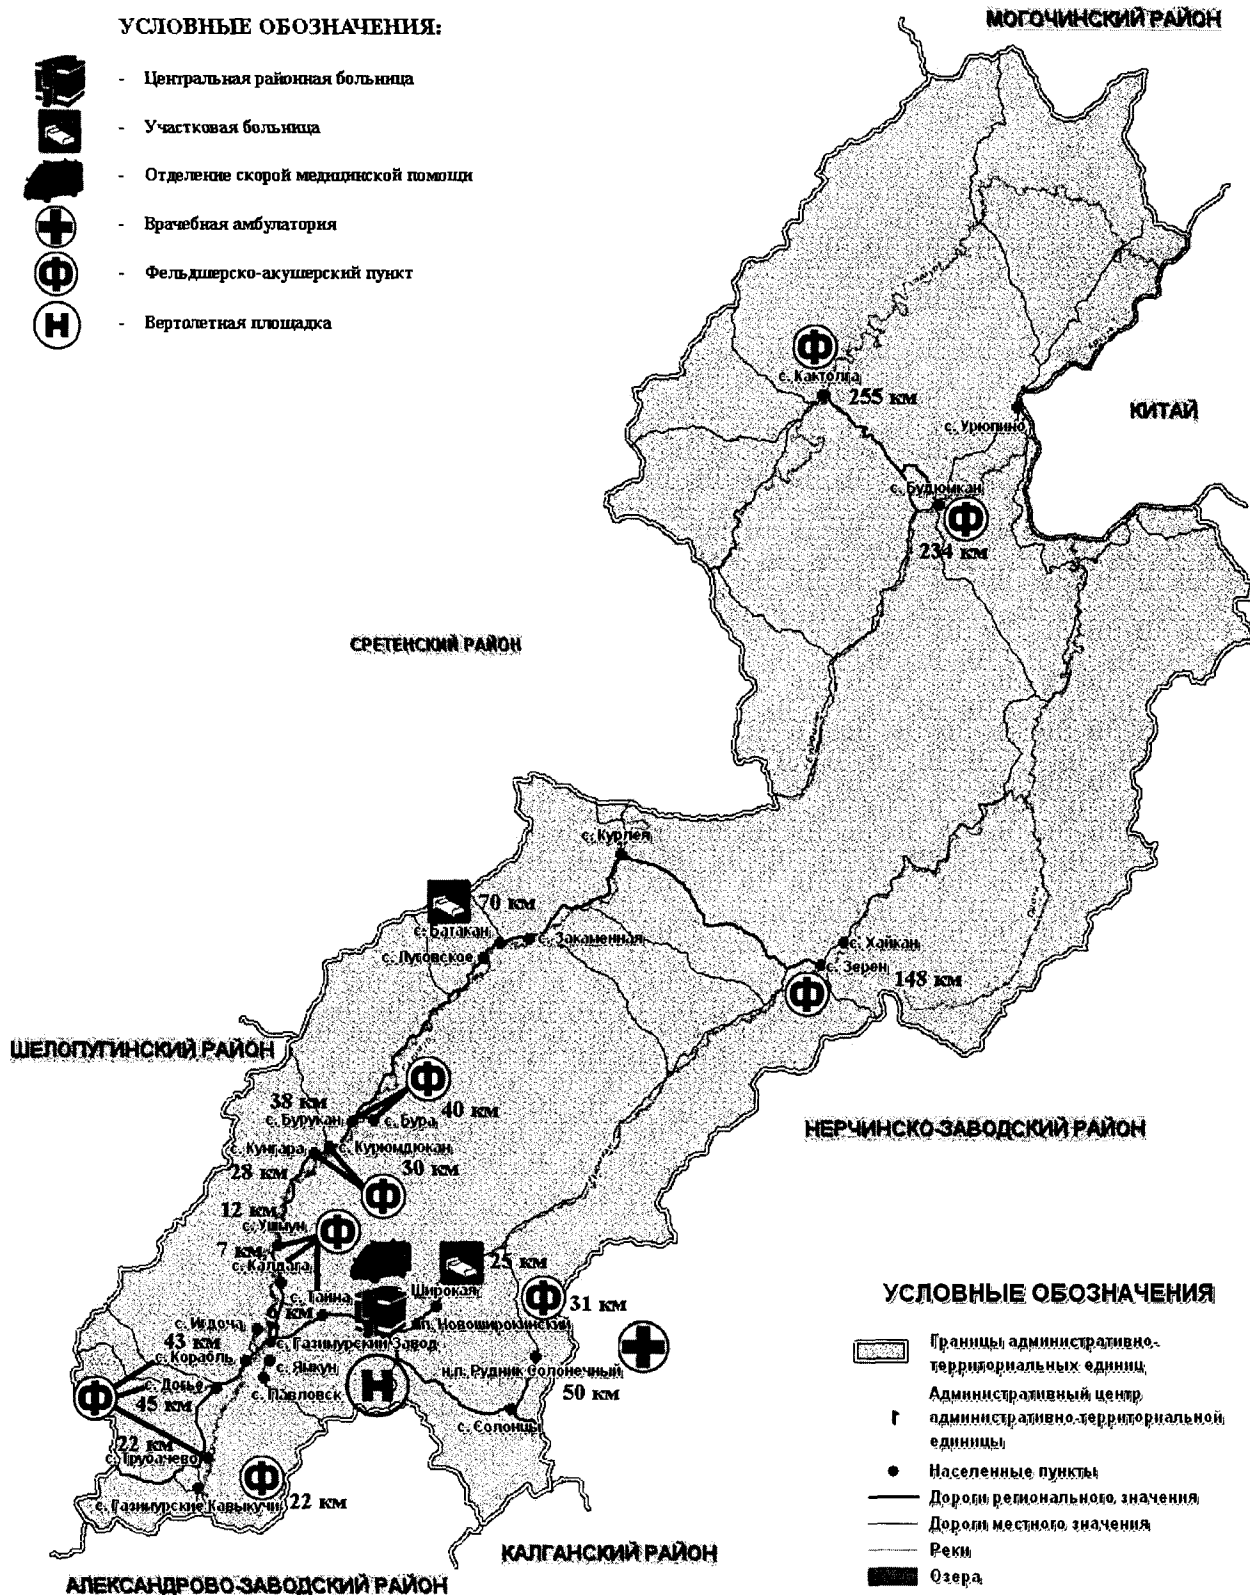 УСЛОВНЫЕ ОБОЗНАЧЕНИЯ:
- Центральная районная больница
- Участковая больница
- Отделение скорой медицинской помощи
- Врачебная амбулатория
Ф - Фельдшерско-акушерский пункт
Н - Вертолетная площадка
МОГОЧИНСКИЙ РАЙОН
Ф
с. Кактолга
255 км
КИТАЙ
с. Урюпино
с. Будюмкан
Ф
234 км
СРЕТЕНСКИЙ РАЙОН
с. Курлея
70 км
с. Батакан
с. Закаменная
с. Луговское
с. Хайкан
с. Зерен
148 км
Ф
ШЕЛОПУГИНСКИЙ РАЙОН
Ф
38 км
40 км
с. Бурукан
с. Бура
НЕРЧИНСКО-ЗАВОДСКИЙ РАЙОН
с. Кунгара
с. Курюмдюкан
28 км
30 км
Ф
12 км
с. Ушмун
Ф
7 км
с. Калдага
25 км
Широкая
Ф
31 км
с. Тайна
км
с. Игдоча
п. Новоширокинский
43 км
с. Газимурский Завод
с. Корабль
с. Ямкун
н.п. Рудник Солонечный
50 км
Ф
с. Догье
45 км
с. Павловск
Н
с. Солонцы
22 км
с. Трубачево
Ф
с. Газимурские Кавыкучи
22 км
КАЛГАНСКИЙ РАЙОН
АЛЕКСАНДРОВО-ЗАВОДСКИЙ РАЙОН
УСЛОВНЫЕ ОБОЗНАЧЕНИЯ
Границы административно-
территориальных единиц
Административный центр
административно-территориальной
единицы
Населенные пункты
Дороги регионального значения
Дороги местного значения
Реки
Озера